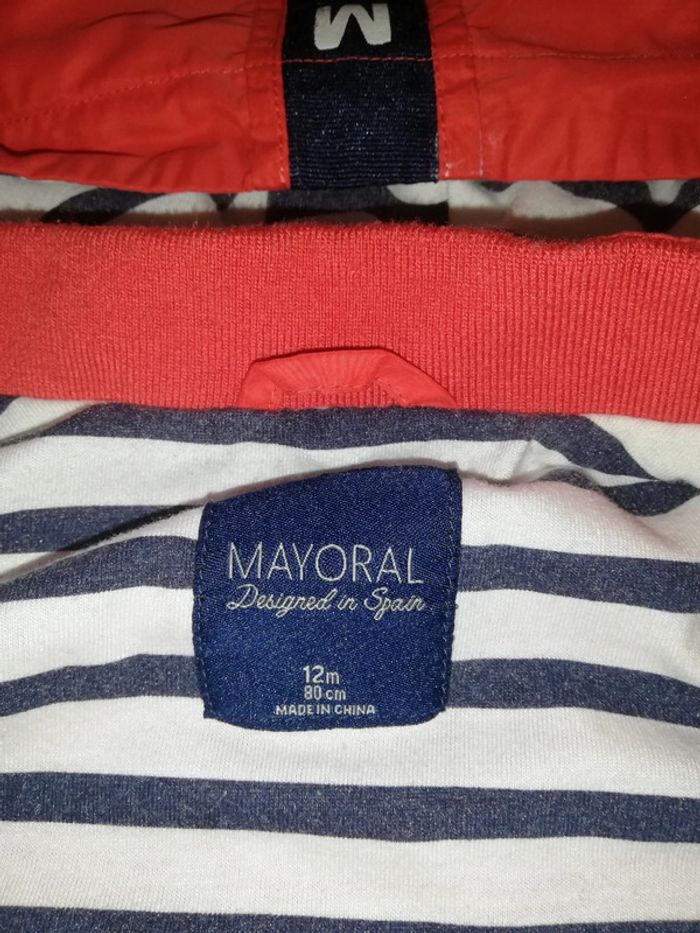 M
MAYORAL
Designed in Spain
12m
80 cm
MADE IN CHINA